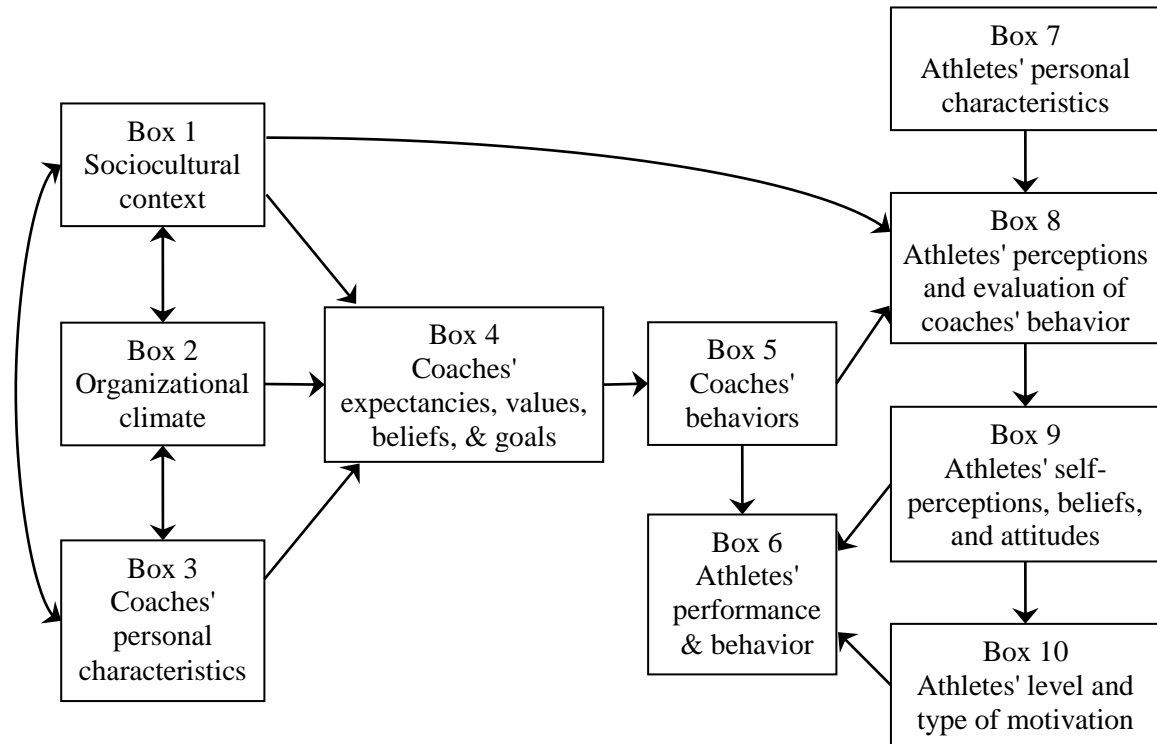 Box 1
Sociocultural
context
Box 2
Organizational
climate
Box 3
Coaches'
personal
characteristics
Box 4
Coaches'
expectancies, values,
beliefs, & goals
Box 5
Coaches'
behaviors
Box 6
Athletes'
performance
& behavior
Box 7
Athletes' personal
characteristics
Box 8
Athletes' perceptions
and evaluation of
coaches' behavior
Box 9
Athletes' self-
perceptions, beliefs,
and attitudes
Box 10
Athletes' level and
type of motivation